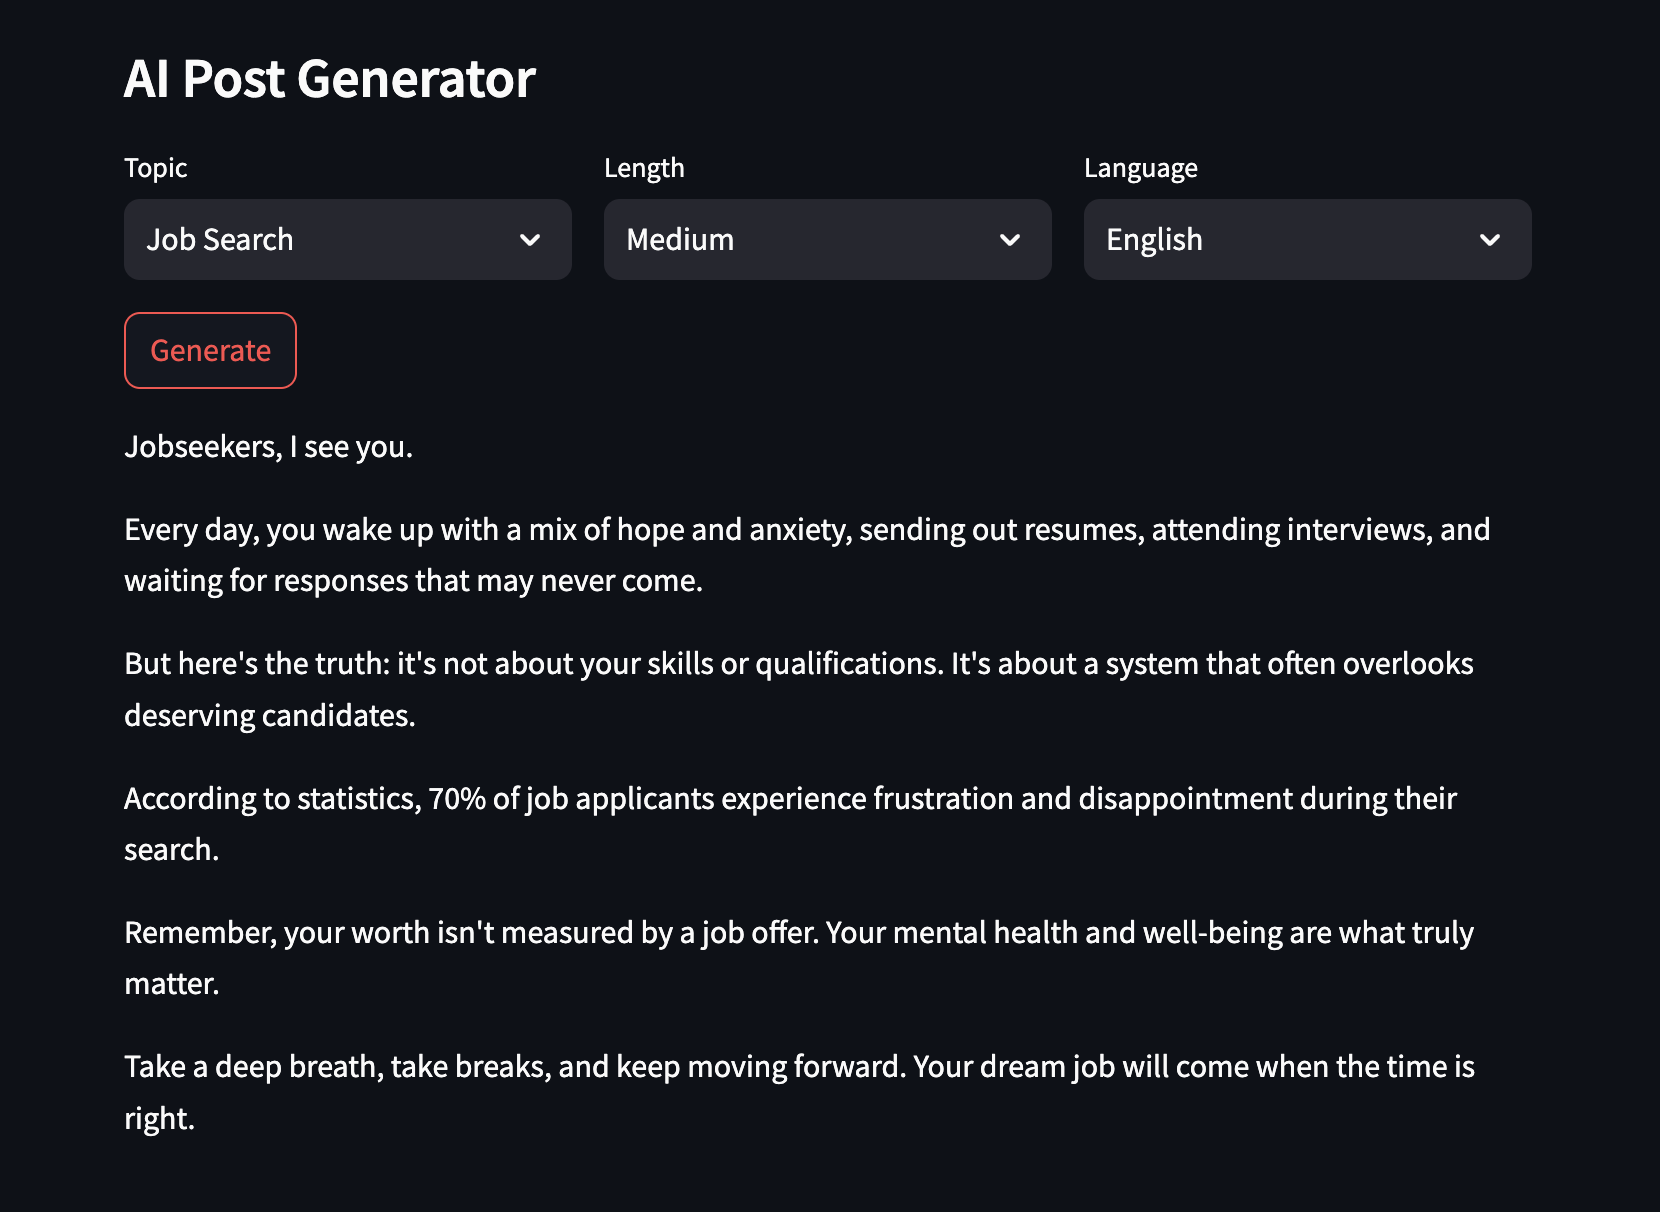 AI Post Generator
Topic
Length
Language
Job Search
Medium
English
Generate
Jobseekers, I see you.
Every day, you wake up with a mix of hope and anxiety, sending out resumes, attending interviews, and
waiting for responses that may never come.
But here's the truth: it's not about your skills or qualifications. It's about a system that often overlooks
deserving candidates.
According to statistics, 70% of job applicants experience frustration and disappointment during their
search.
Remember, your worth isn't measured by a job offer. Your mental health and well-being are what truly
matter.
Take a deep breath, take breaks, and keep moving forward. Your dream job will come when the time is
right.